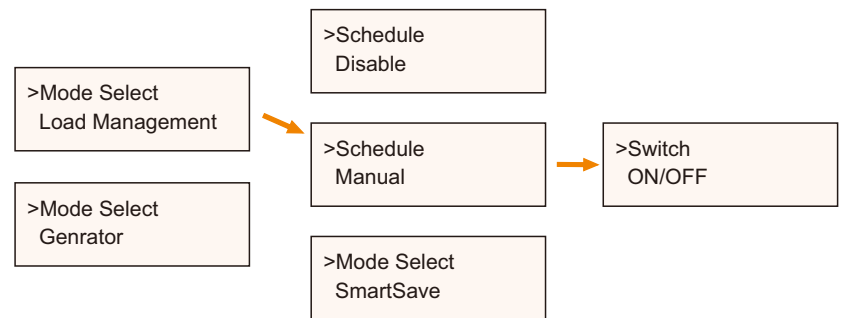 >Mode Select
Load Management
>Mode Select
Genrator
>Schedule
Disable
>Schedule
Manual
>Mode Select
SmartSave
>Switch
ON/OFF